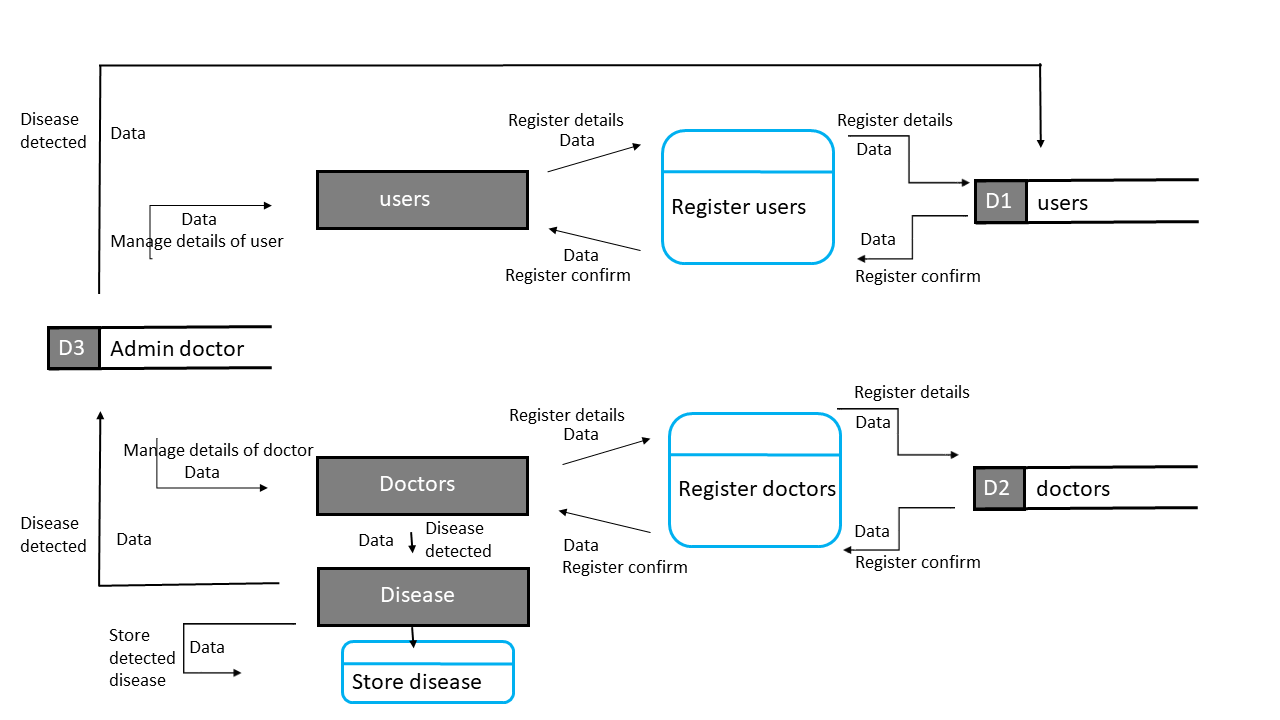 Disease
detected
Data
Register details
Data
Register details
Data
users
Register users
D1
users
Data
Manage details of user
Data
Register confirm
Data
Register confirm
D3
Admin doctor
Register details
Data
Register details
Data
Manage details of doctor
Data
Doctors
Register doctors
D2
doctors
Disease
detected
Data
Data
Disease
detected
Data
Register confirm
Data
Register confirm
Disease
Store
detected
disease
Data
Store disease